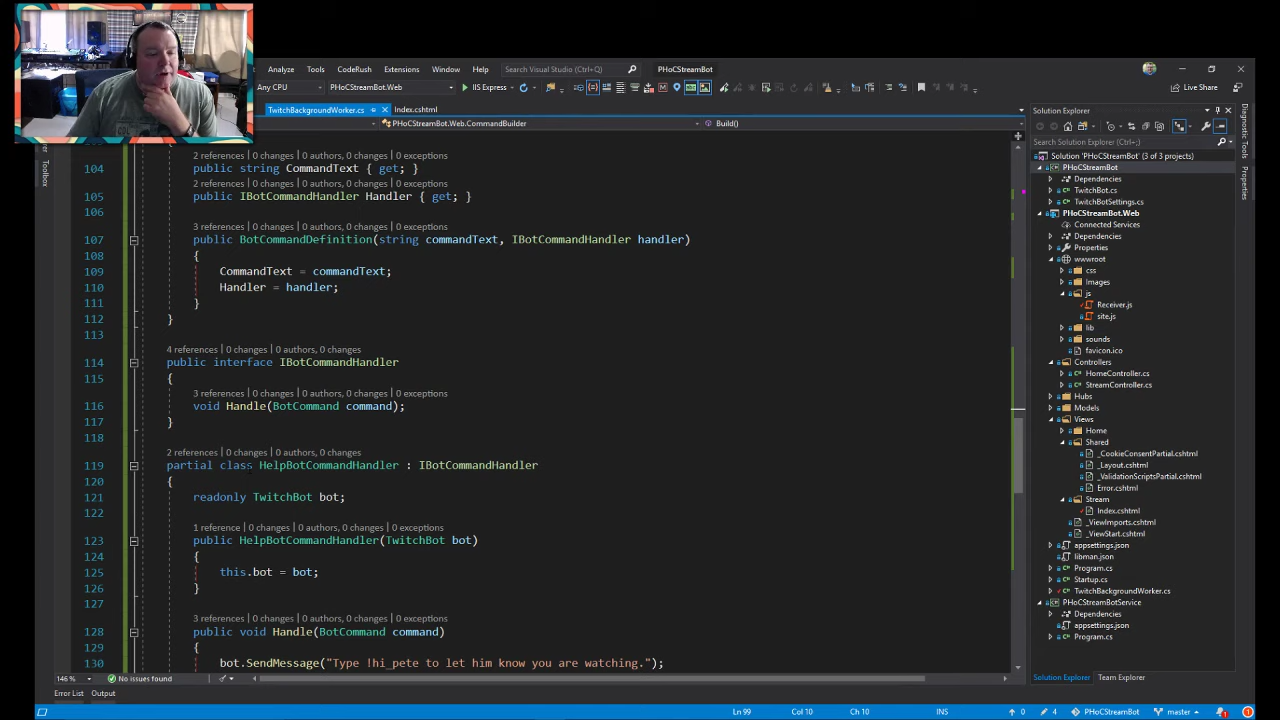 Analyze Tools CodeRush Extensions Window Help Search Visual Studio (Ctrl+Q) PHoCStreamBot
Any CPU PHoCStreamBot.Web IIS Express Live Share
TwitchBackgroundWorker.cs Index.cshtml
PHoCStreamBot.Web.CommandBuilder Build()
2 references | 0 changes | 0 authors, 0 changes | 0 exceptions
104 public string CommandText { get; }
2 references | 0 changes | 0 authors, 0 changes | 0 exceptions
105 public IBotCommandHandler Handler { get; }
106
3 references | 0 changes | 0 authors, 0 changes | 0 exceptions
107 public BotCommandDefinition(string commandText, IBotCommandHandler handler)
108 {
109 CommandText = commandText;
110 Handler = handler;
111 }
112 }
113
4 references | 0 changes | 0 authors, 0 changes
114 public interface IBotCommandHandler
115 {
3 references | 0 changes | 0 authors, 0 changes | 0 exceptions
116 void Handle(BotCommand command);
117 }
118
2 references | 0 changes | 0 authors, 0 changes
119 partial class HelpBotCommandHandler : IBotCommandHandler
120 {
121 readonly TwitchBot bot;
122
1 reference | 0 changes | 0 authors, 0 changes | 0 exceptions
123 public HelpBotCommandHandler(TwitchBot bot)
124 {
125 this.bot = bot;
126 }
127
3 references | 0 changes | 0 authors, 0 changes | 0 exceptions
128 public void Handle(BotCommand command)
129 {
130 bot.SendMessage("Type !hi_pete to let him know you are watching.");
146 % No issues found Ln 99 Col 10 Ch 10 INS
Error List Output
Toolbox
Solution Explorer
Search Solution Explorer (Ctrl+;)
Solution 'PHoCStreamBot' (3 of 3 projects)
PHoCStreamBot
Dependencies
TwitchBot.cs
TwitchBotSettings.cs
PHoCStreamBot.Web
Connected Services
Dependencies
Properties
wwwroot
css
Images
js
Receiver.js
site.js
lib
sounds
favicon.ico
Controllers
HomeController.cs
StreamController.cs
Hubs
Models
Views
Home
Shared
_CookieConsentPartial.cshtml
_Layout.cshtml
_ValidationScriptsPartial.cshtml
Error.cshtml
Stream
Index.cshtml
_ViewImports.cshtml
_ViewStart.cshtml
appsettings.json
libman.json
Program.cs
Startup.cs
TwitchBackgroundWorker.cs
PHoCStreamBotService
Dependencies
appsettings.json
Program.cs
Solution Explorer Team Explorer
Diagnostic Tools
Properties
0 4 PHoCStreamBot master 1